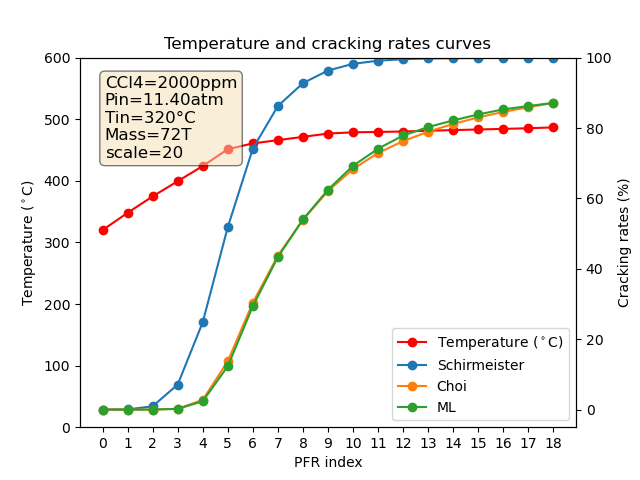 Temperature and cracking rates curves
CCl4=2000ppm
Pin=11.40atm
Tin=320°C
Mass=72T
scale=20
600
500
400
300
200
100
0
Temperature (°C)
100
80
60
40
20
0
Cracking rates (%)
Temperature (°C)
Schirmeister
Choi
ML
0 1 2 3 4 5 6 7 8 9 10 11 12 13 14 15 16 17 18
PFR index